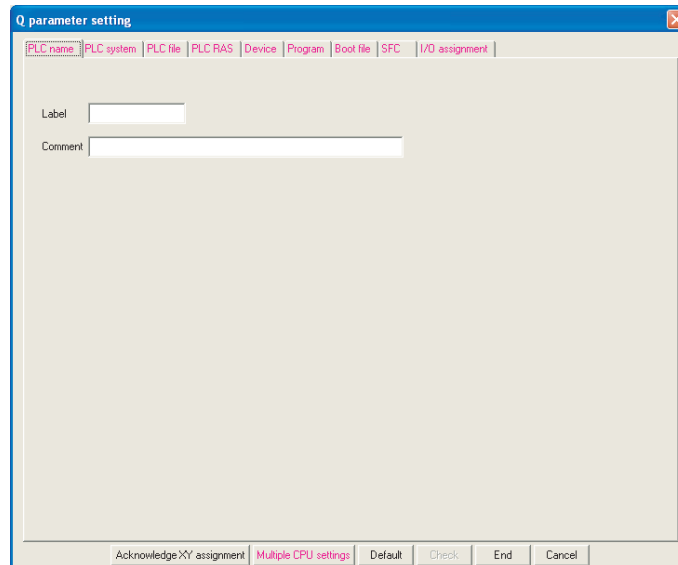 Q parameter setting
PLC name PLC system PLC file PLC RAS Device Program Boot file SFC I/O assignment
Label
Comment
Acknowledge XY assignment Multiple CPU settings Default Check End Cancel